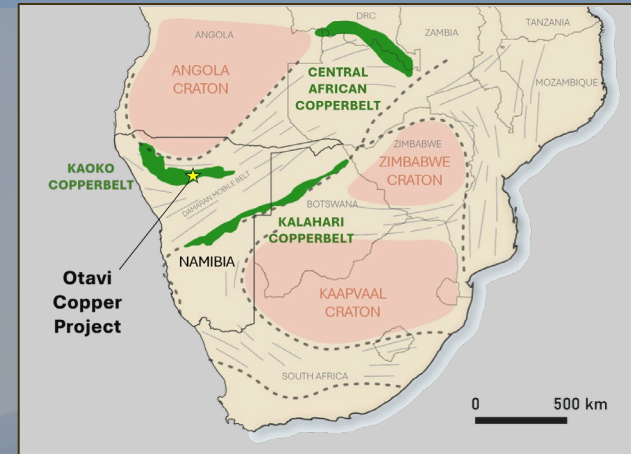 DRC
TANZANIA
ANGOLA
ZAMBIA
ANGOLA
CRATON
CENTRAL
AFRICAN
COPPERBELT
MOZAMBIQUE
ZIMBABWE
ZIMBABWE
CRATON
KAOKO
COPPERBELT
DAMARAN MOBILE BELT
BOTSWANA
KALAHARI
COPPERBELT
NAMIBIA
Otavi
Copper
Project
KAAPVAAL
CRATON
SOUTH AFRICA
0 500 km